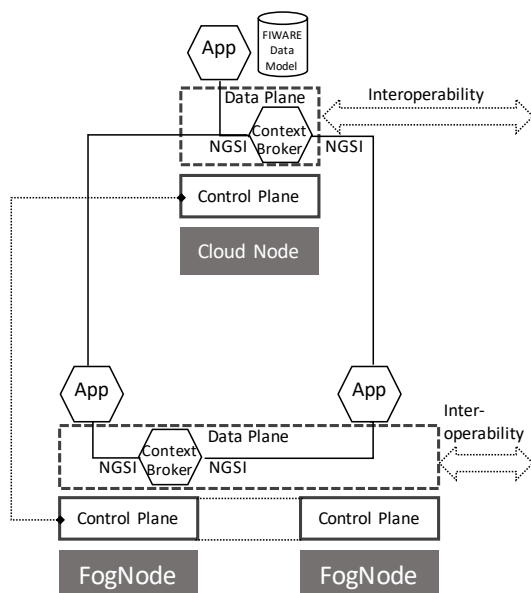 App
FIWARE
Data
Model
Interoperability
Data Plane
Context
Broker
NGSI
NGSI
Control Plane
Cloud Node
App
App
Inter-
operability
Data Plane
Context
Broker
NGSI
NGSI
Control Plane
Control Plane
FogNode
FogNode